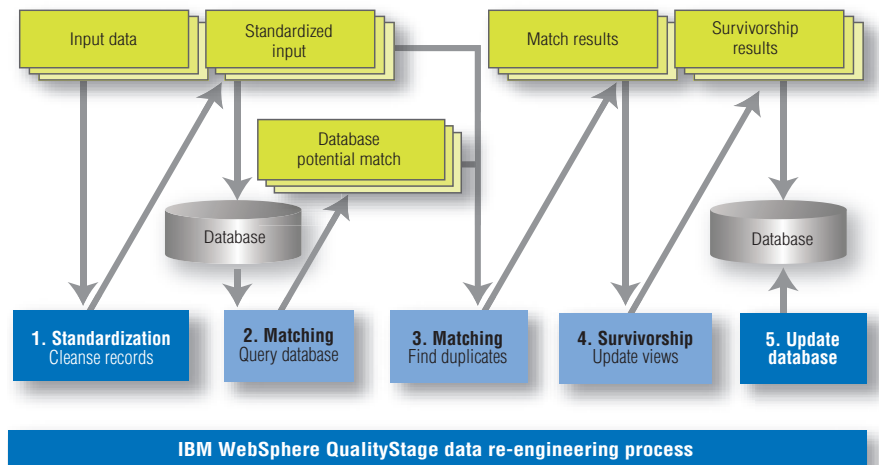 Input data
Standardized
input
Match results
Survivorship
results
Database
potential match
Database
Database
1. Standardization
Cleanse records
2. Matching
Query database
3. Matching
Find duplicates
4. Survivorship
Update views
5. Update
database
IBM WebSphere QualityStage data re-engineering process